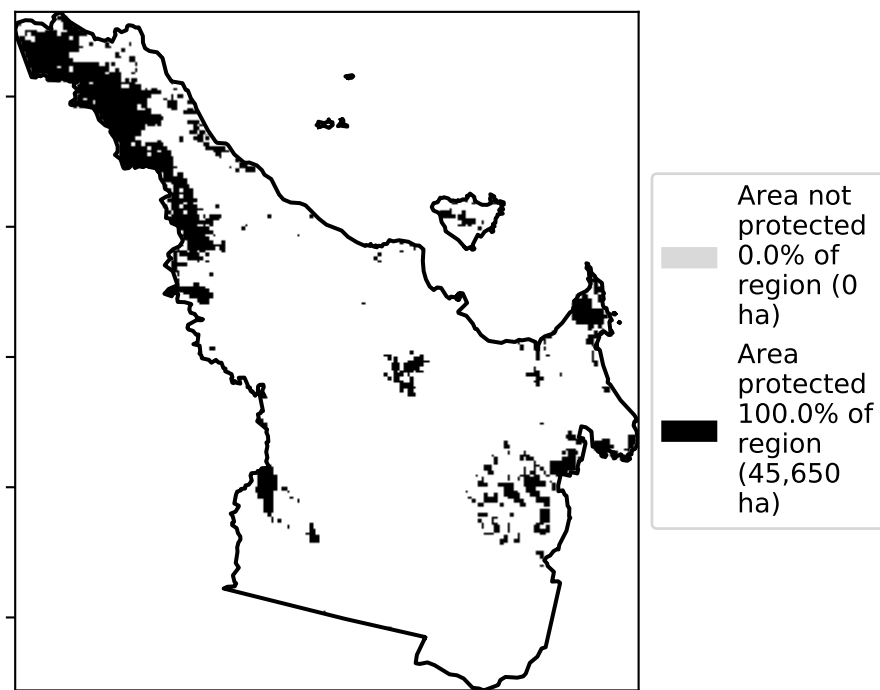 Area not
protected
0.0% of
region (0
ha)
Area
protected
100.0% of
region
(45,650
ha)